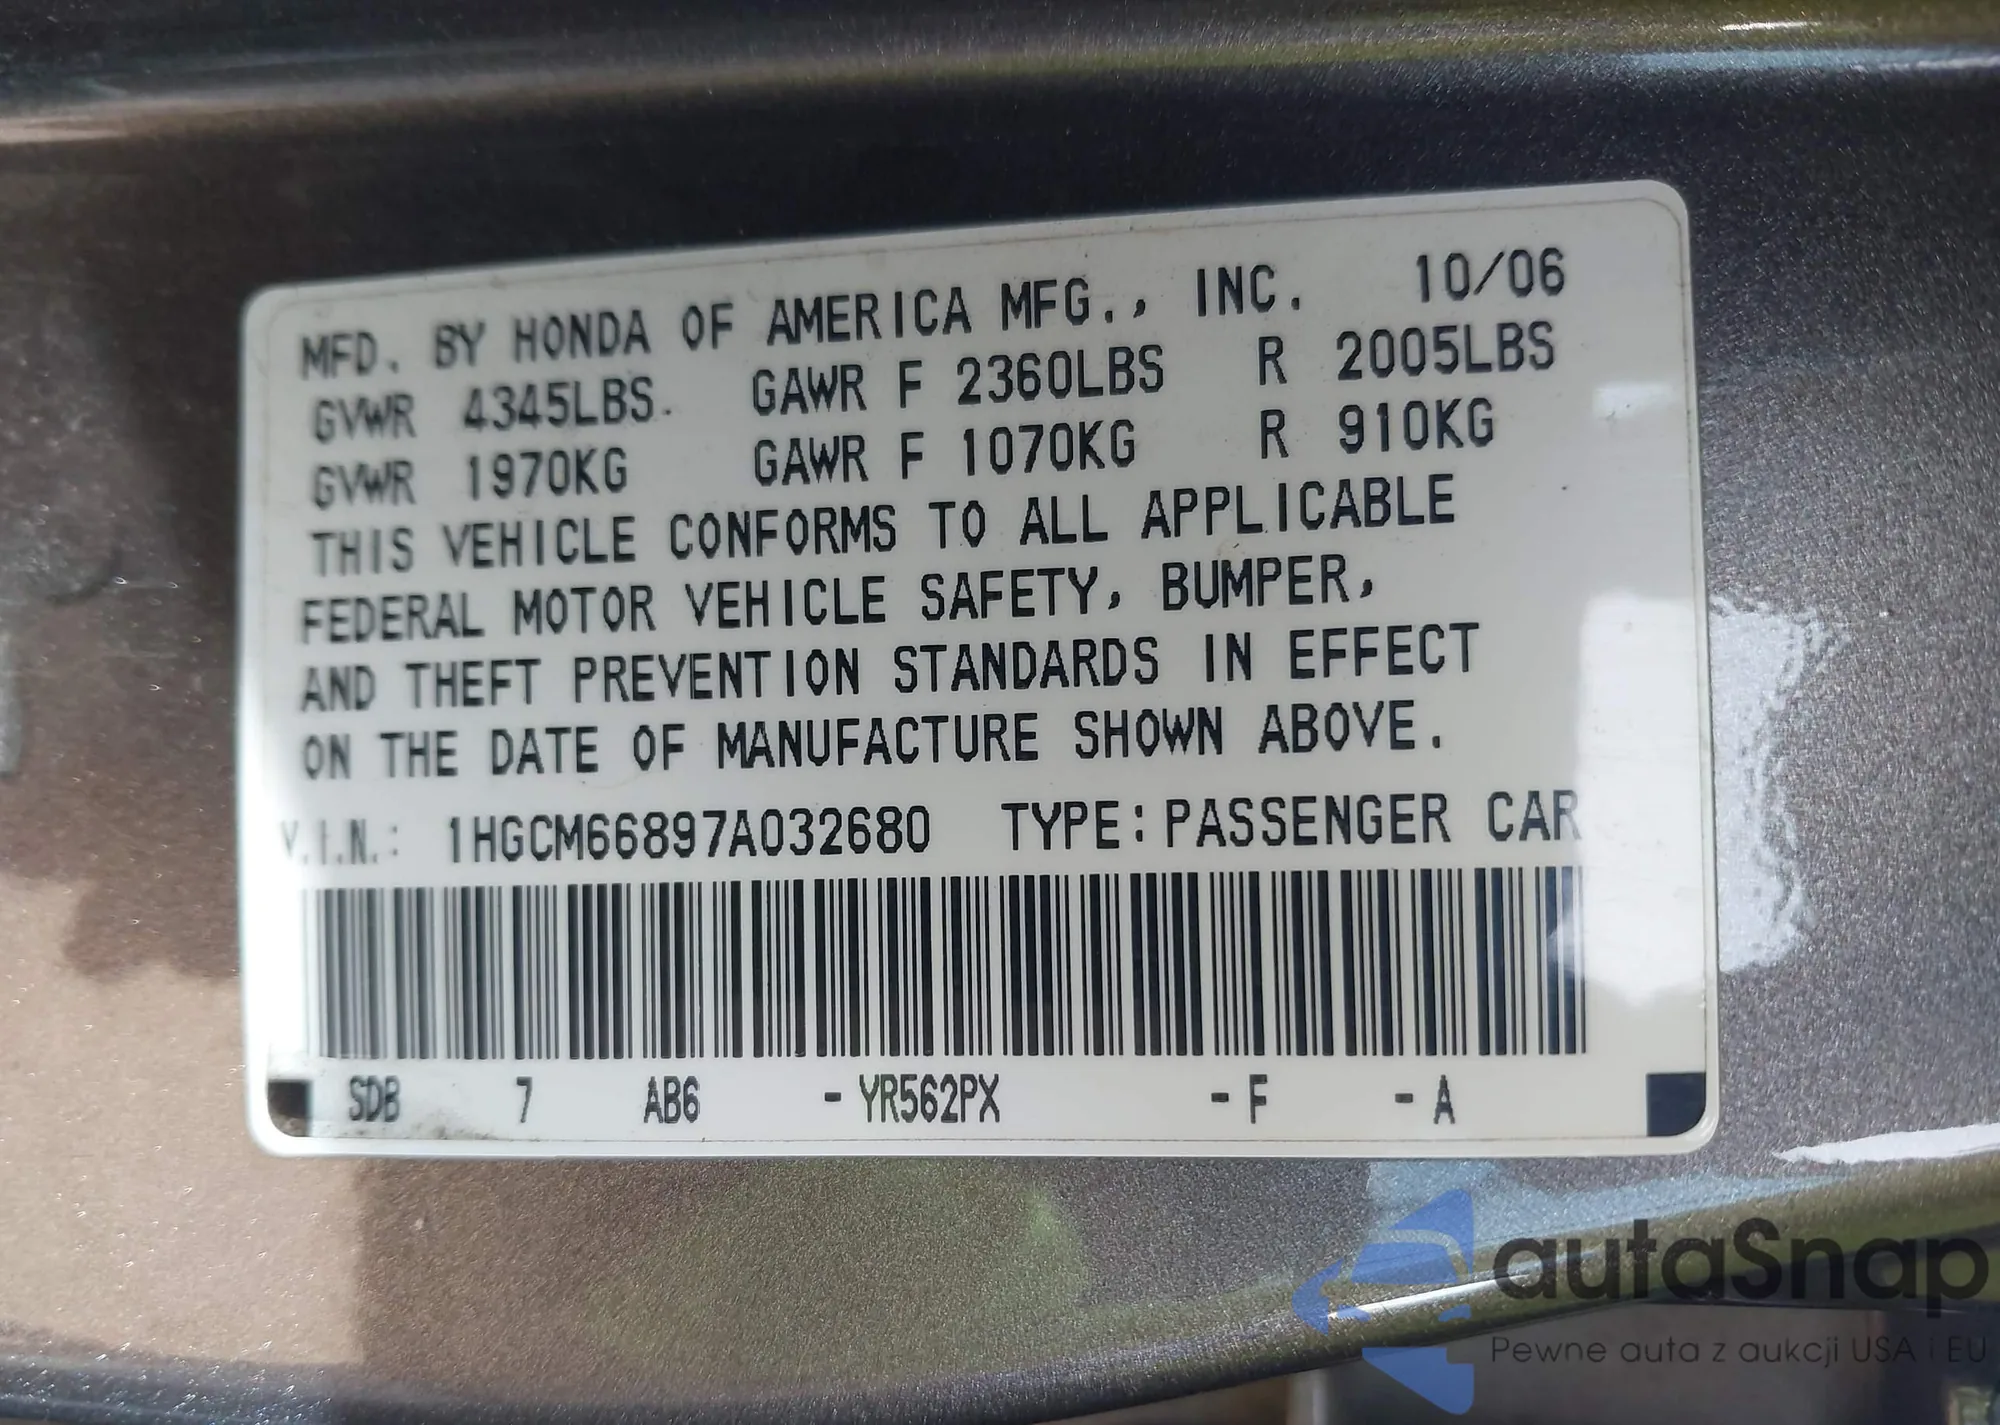 MFD. BY HONDA OF AMERICA MFG., INC. 10/06
GVWR 4345LBS. GAWR F 2360LBS R 2005LBS
GVWR 1970KG GAWR F 1070KG R 910KG
THIS VEHICLE CONFORMS TO ALL APPLICABLE
FEDERAL MOTOR VEHICLE SAFETY, BUMPER,
AND THEFT PREVENTION STANDARDS IN EFFECT
ON THE DATE OF MANUFACTURE SHOWN ABOVE.
V.I.N.: 1HGCM66897A032680 TYPE: PASSENGER CAR
SDB 7 AB6 - YR562PX - F - A
autaSnap
Pewne auta z aukcji USA i EU